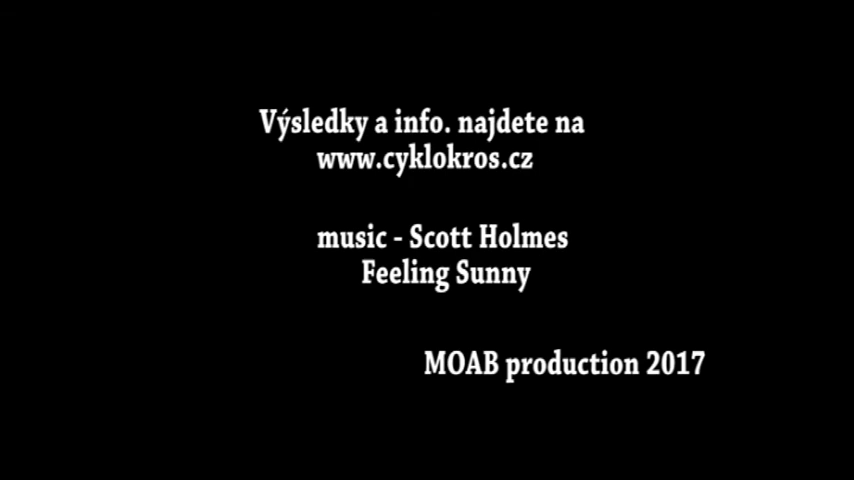 Výsledky a info. najdete na
www.cyklokros.cz
music - Scott Holmes
Feeling Sunny
MOAB production 2017